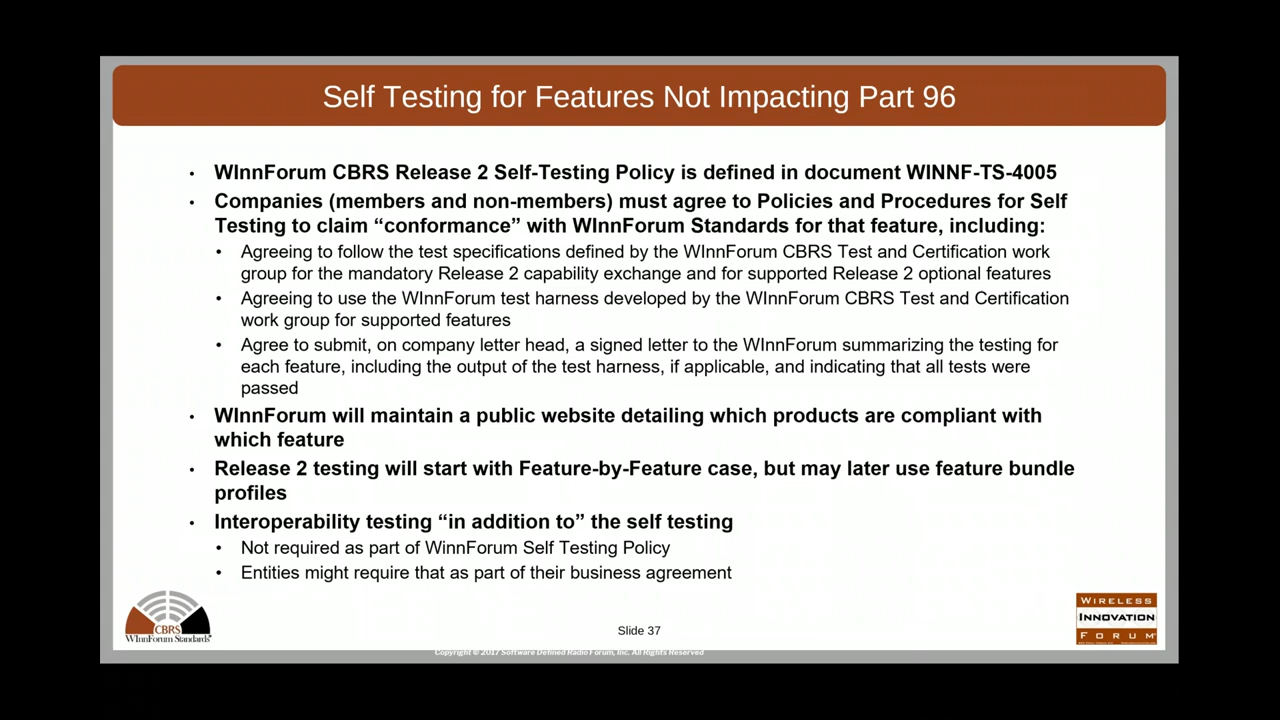 Self Testing for Features Not Impacting Part 96
• WInnForum CBRS Release 2 Self-Testing Policy is defined in document WINNF-TS-4005
• Companies (members and non-members) must agree to Policies and Procedures for Self
Testing to claim “conformance” with WInnForum Standards for that feature, including:
• Agreeing to follow the test specifications defined by the WInnForum CBRS Test and Certification work
group for the mandatory Release 2 capability exchange and for supported Release 2 optional features
• Agreeing to use the WInnForum test harness developed by the WInnForum CBRS Test and Certification
work group for supported features
• Agree to submit, on company letter head, a signed letter to the WInnForum summarizing the testing for
each feature, including the output of the test harness, if applicable, and indicating that all tests were
passed
• WInnForum will maintain a public website detailing which products are compliant with
which feature
• Release 2 testing will start with Feature-by-Feature case, but may later use feature bundle
profiles
• Interoperability testing “in addition to” the self testing
• Not required as part of WinnForum Self Testing Policy
• Entities might require that as part of their business agreement
CBRS
WInnForum Standards
Slide 37
WIRELESS
INNOVATION
FORUM
Copyright © 2017 Software Defined Radio Forum, Inc. All Rights Reserved